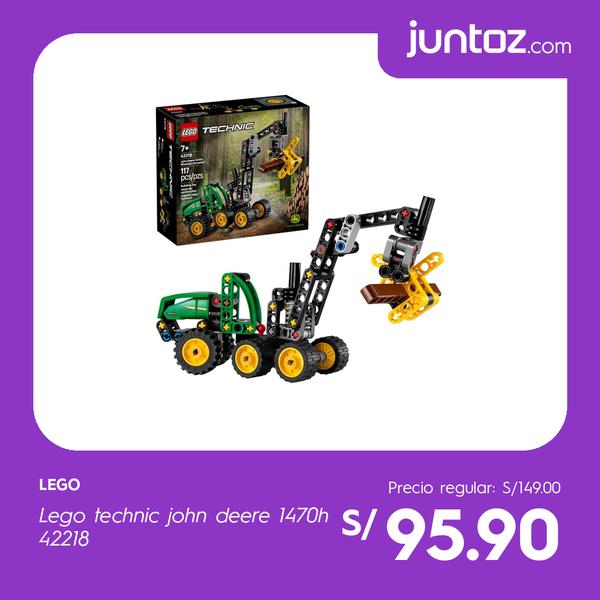 juntoz.com
LEGO TECHNIC
7+
42218
117
pcs/pzs
LEGO
Precio regular: S/149.00
Lego technic john deere 1470h
42218
S/ 95.90